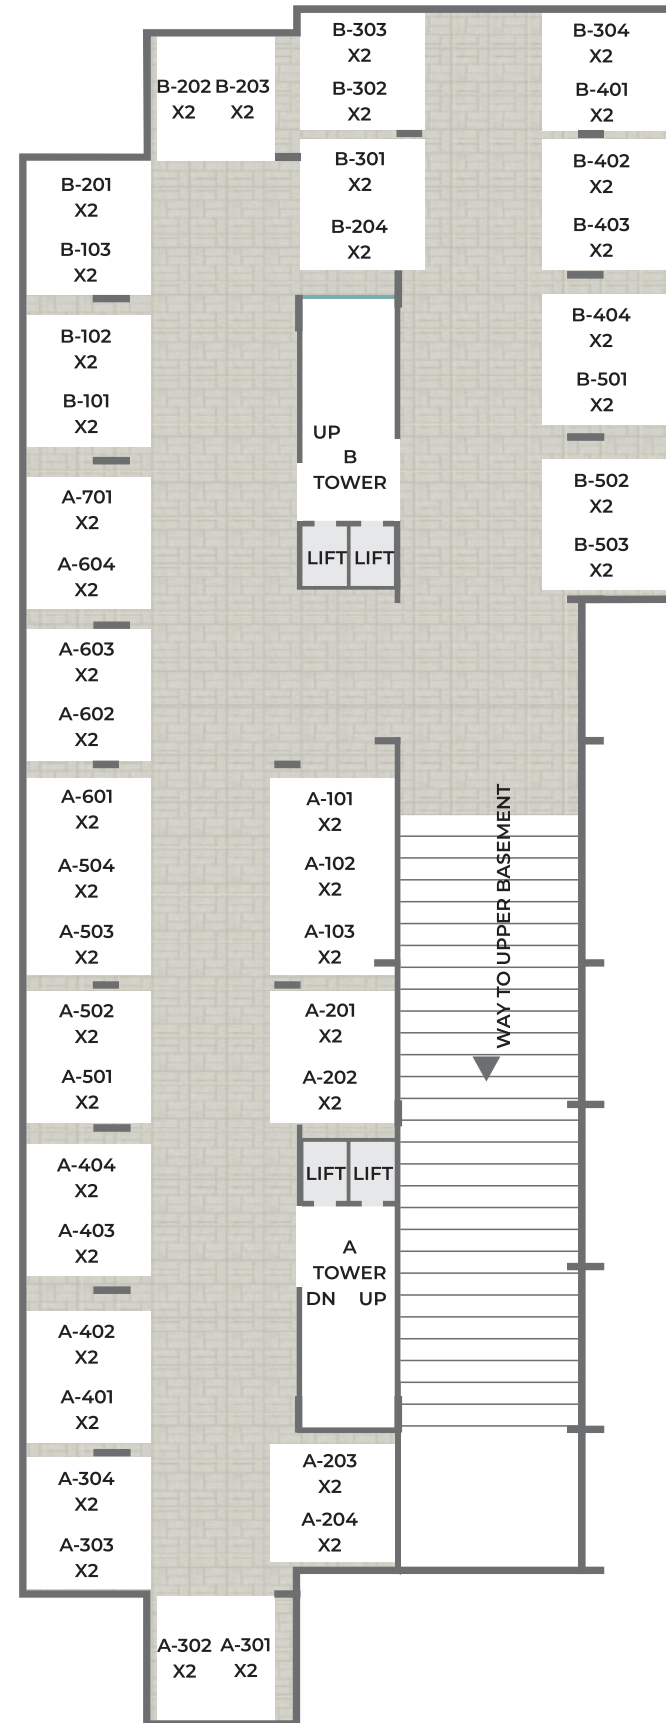 B-303
X2
B-302
X2
B-304
X2
B-401
X2
B-202 B-203
X2 X2
B-301
X2
B-204
X2
B-402
X2
B-403
X2
B-201
X2
B-103
X2
B-102
X2
B-101
X2
B-404
X2
B-501
X2
UP
B
TOWER
LIFT LIFT
B-502
X2
B-503
X2
A-701
X2
A-604
X2
A-603
X2
A-602
X2
A-601
X2
A-504
X2
A-503
X2
A-101
X2
A-102
X2
A-103
X2
WAY TO UPPER BASEMENT
A-502
X2
A-501
X2
A-201
X2
A-202
X2
A-404
X2
A-403
X2
LIFT LIFT
A
TOWER
DN UP
A-402
X2
A-401
X2
A-304
X2
A-303
X2
A-203
X2
A-204
X2
A-302 A-301
X2 X2